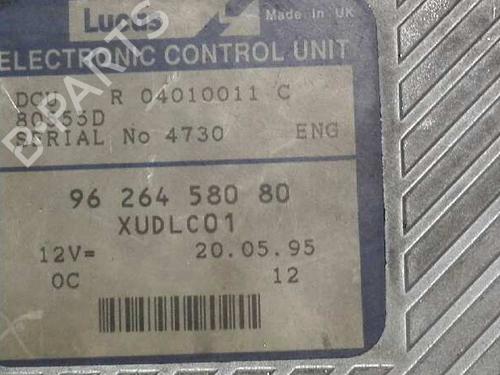 Lucas
Made in UK
ELECTRONIC CONTROL UNIT
DCU R 04010011 C
SERIAL No 4730 ENG
96 264 580 80
XUDLC01
12V= 20.05.95
OC 12
B-PARTS